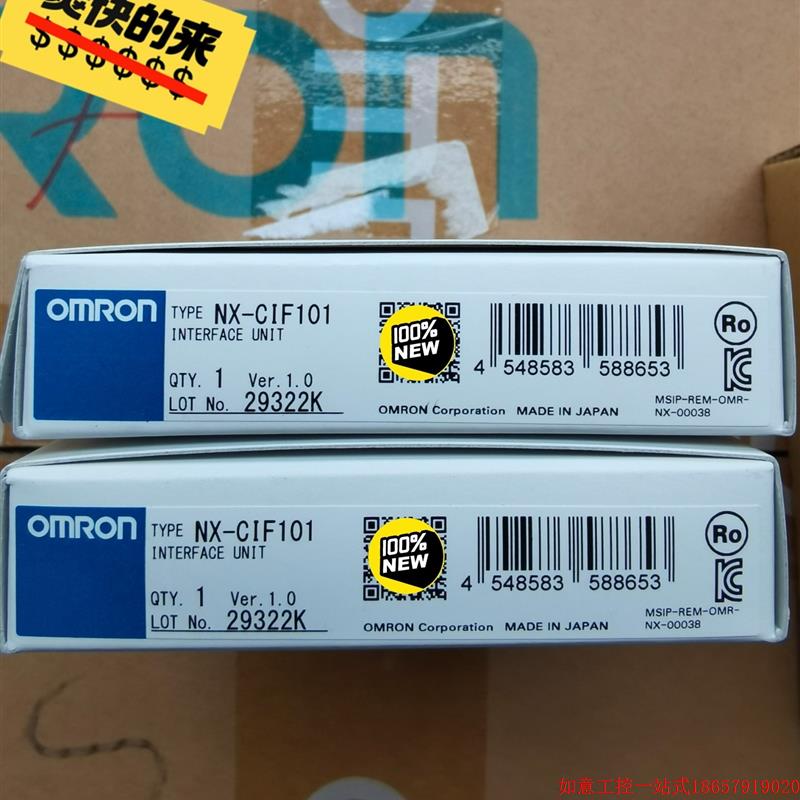 爽快的来
$$$$$$
OMRON
TYPE NX-CIF101
INTERFACE UNIT
QTY. 1 Ver.1.0
LOT No. 29322K
100%
NEW
4 548583 588653
OMRON Corporation MADE IN JAPAN
Ro
MSIP-REM-OMR-
NX-00038
OMRON
TYPE NX-CIF101
INTERFACE UNIT
QTY. 1 Ver.1.0
LOT No. 29322K
100%
NEW
4 548583 588653
OMRON Corporation MADE IN JAPAN
Ro
MSIP-REM-OMR-
NX-00038
如意工控一站式18657919020